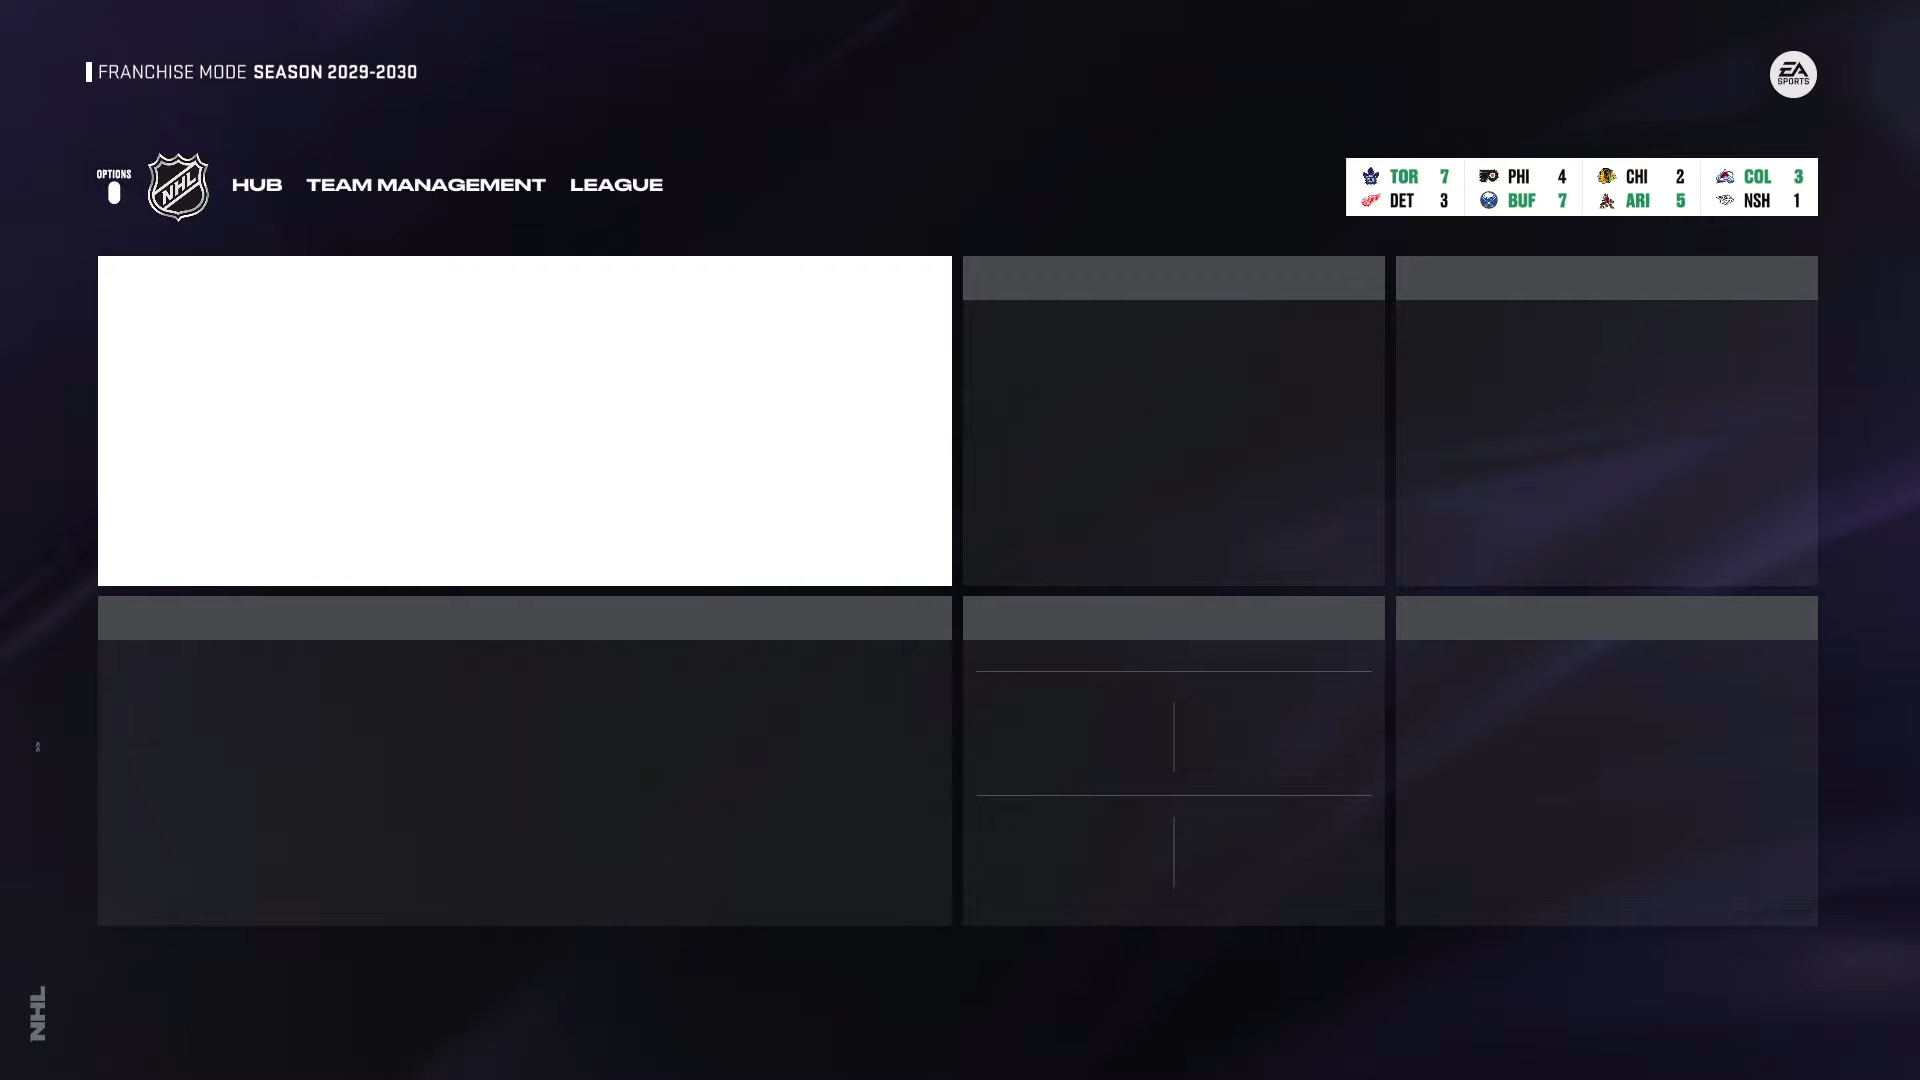 FRANCHISE MODE SEASON 2029-2030
EA
SPORTS
OPTIONS
NHL
HUB TEAM MANAGEMENT LEAGUE
TOR 7 PHI 4 CHI 2 COL 3
DET 3 BUF 7 ARI 5 NSH 1
NHL